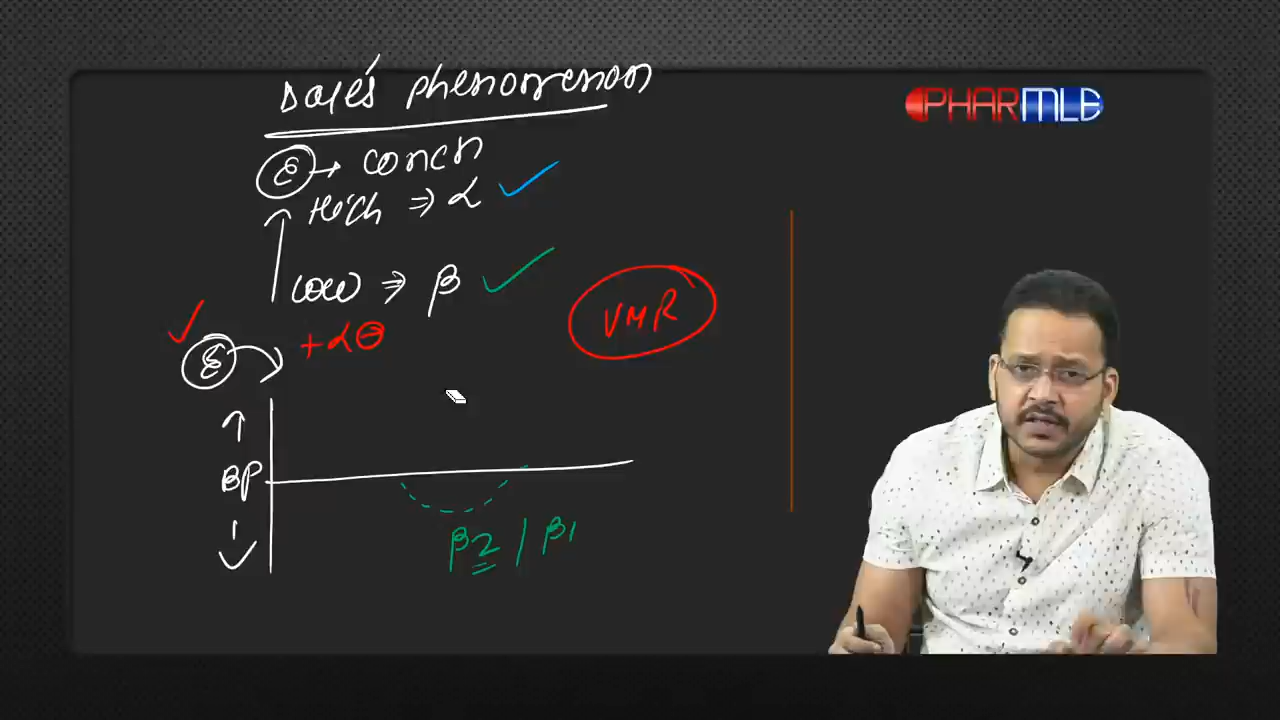 Dale's phenomenon
PHARMLE
ε → concn
↑ High ⇒ α ✓
low ⇒ β ✓
VMR
✓ ε + α ⊖
↑
BP
↓
β2 / β1